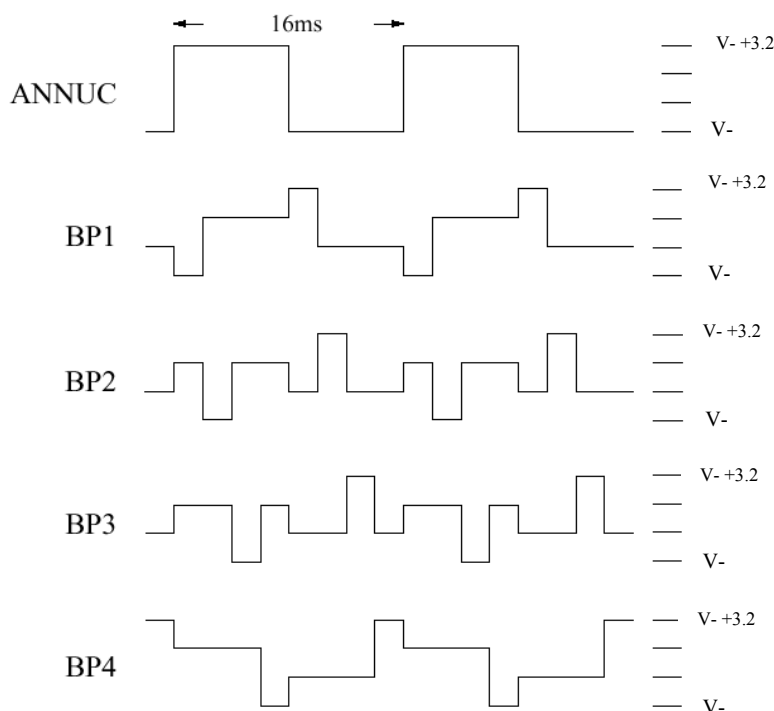 16ms
V- +3.2
ANNUC
V-
V- +3.2
BP1
V-
V- +3.2
BP2
V-
V- +3.2
BP3
V-
V- +3.2
BP4
V-